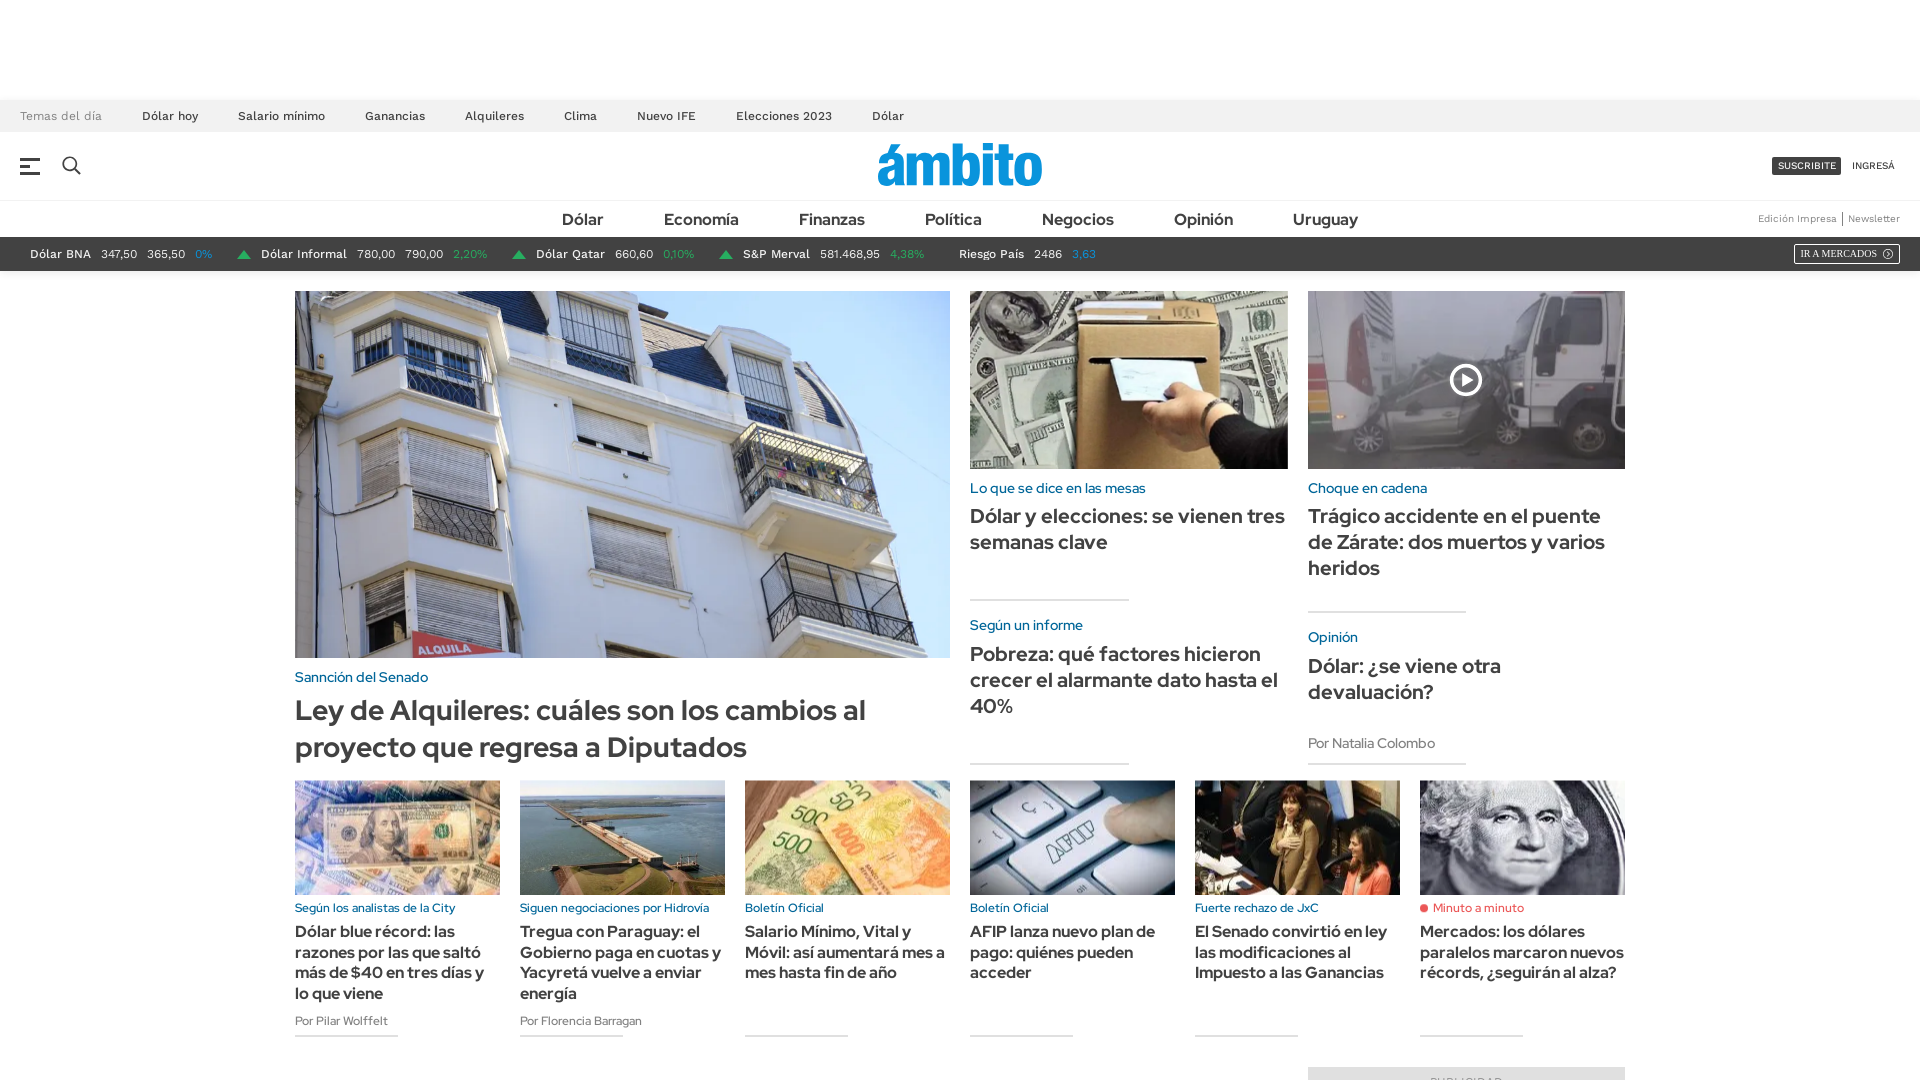 Temas del día
Dólar hoy
Salario mínimo
Ganancias
Alquileres
Clima
Nuevo IFE
Elecciones 2023
Dólar
ámbito
SUSCRIBITE
INGRESÁ
Dólar
Economía
Finanzas
Política
Negocios
Opinión
Uruguay
Edición Impresa
Newsletter
Dólar BNA 347,50 365,50 0%
Dólar Informal 780,00 790,00 2,20%
Dólar Qatar 660,60 0,10%
S&P Merval 581.468,95 4,38%
Riesgo País 2486 3,63
IR A MERCADOS
ALQUILA
Sannción del Senado
Ley de Alquileres: cuáles son los cambios al
proyecto que regresa a Diputados
Lo que se dice en las mesas
Dólar y elecciones: se vienen tres
semanas clave
Según un informe
Pobreza: qué factores hicieron
crecer el alarmante dato hasta el
40%
Choque en cadena
Trágico accidente en el puente
de Zárate: dos muertos y varios
heridos
Opinión
Dólar: ¿se viene otra
devaluación?
Por Natalia Colombo
100
Según los analistas de la City
Dólar blue récord: las
razones por las que saltó
más de $40 en tres días y
lo que viene
Por Pilar Wolffelt
Siguen negociaciones por Hidrovía
Tregua con Paraguay: el
Gobierno paga en cuotas y
Yacyretá vuelve a enviar
energía
Por Florencia Barragan
50
500
500
1000
Boletín Oficial
Salario Mínimo, Vital y
Móvil: así aumentará mes a
mes hasta fin de año
AFIP
Boletín Oficial
AFIP lanza nuevo plan de
pago: quiénes pueden
acceder
Fuerte rechazo de JxC
El Senado convirtió en ley
las modificaciones al
Impuesto a las Ganancias
Minuto a minuto
Mercados: los dólares
paralelos marcaron nuevos
récords, ¿seguirán al alza?
PUBLICIDAD